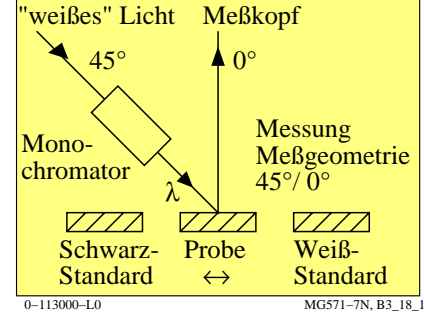 "weißes" Licht Meßkopf
45° 0°
Mono-
chromator
Messung
Meßgeometrie
45°/ 0°
λ
Schwarz-
Standard
Probe
↔
Weiß-
Standard
0-113000-L0 MG571-7N, B3_18_1